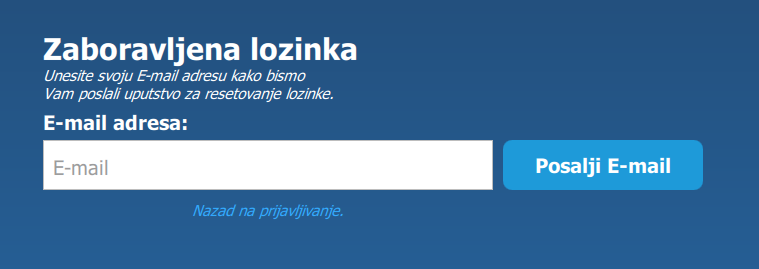 Zaboravljena lozinka
Unesite svoju E-mail adresu kako bismo
Vam poslali uputstvo za resetovanje lozinke.
E-mail adresa:
E-mail
Posalji E-mail
Nazad na prijavljivanje.